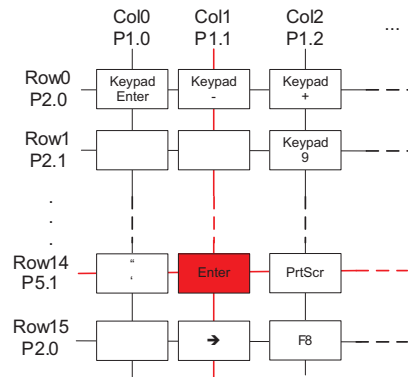 Col0 Col1 Col2
P1.0 P1.1 P1.2 ...
Row0
P2.0
Keypad Enter
Keypad -
Keypad +
Row1
P2.1
Keypad 9
.
.
.
Row14
P5.1
“ ‘
Enter
PrtScr
Row15
P2.0
➔
F8